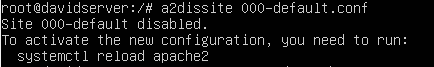 root@davidserver:/# a2dissite 000-default.conf
Site 000-default disabled.
To activate the new configuration, you need to run:
  systemctl reload apache2